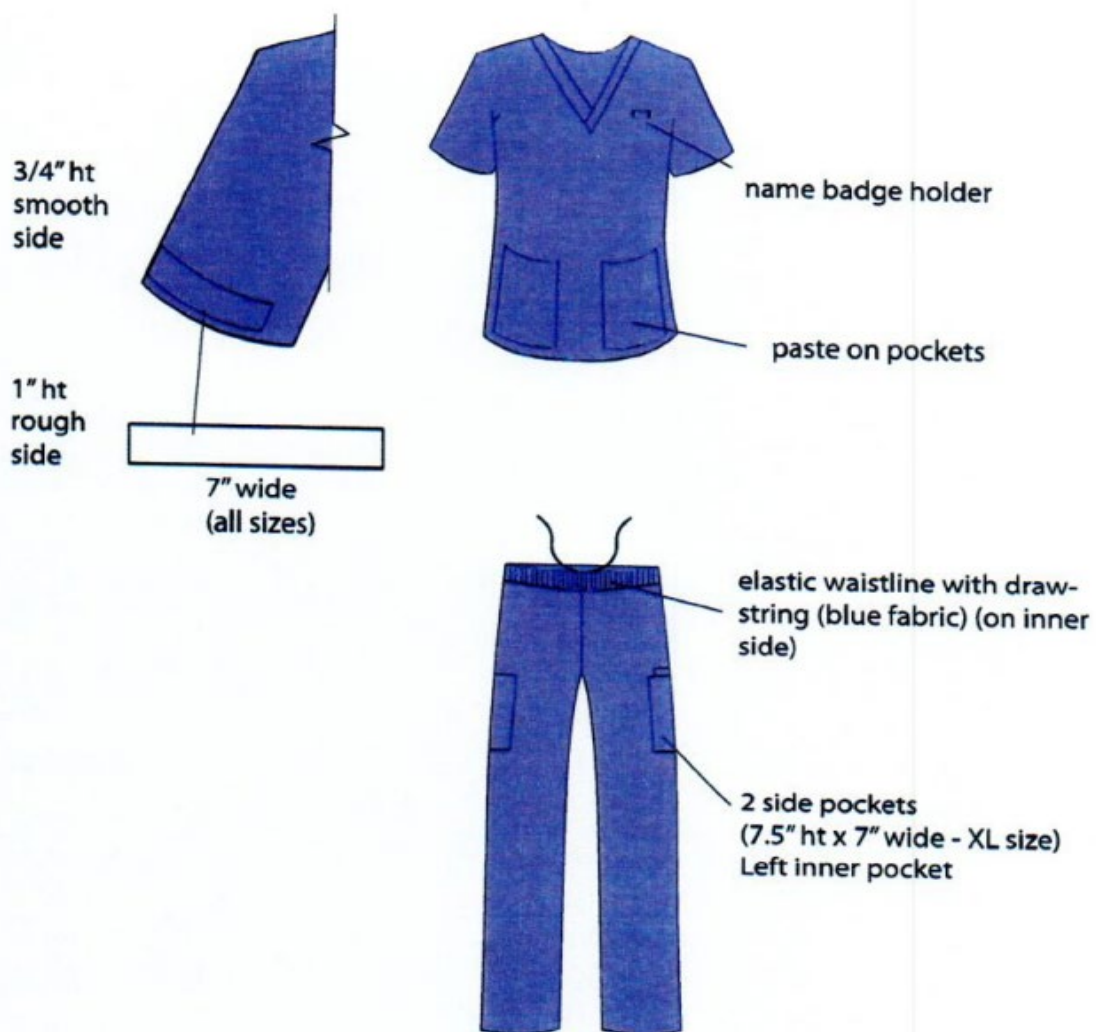 3/4" ht
smooth
side
name badge holder
paste on pockets
1" ht
rough
side
7" wide
(all sizes)
elastic waistline with draw-
string (blue fabric) (on inner
side)
2 side pockets
(7.5" ht x 7" wide - XL size)
Left inner pocket